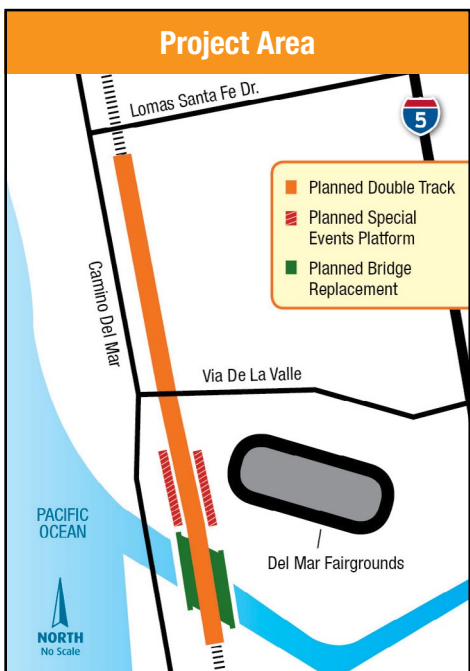 Project Area
Lomas Santa Fe Dr.
5
Planned Double Track
Planned Special
Events Platform
Planned Bridge
Replacement
Camino Del Mar
Via De La Valle
PACIFIC
OCEAN
Del Mar Fairgrounds
NORTH
No Scale